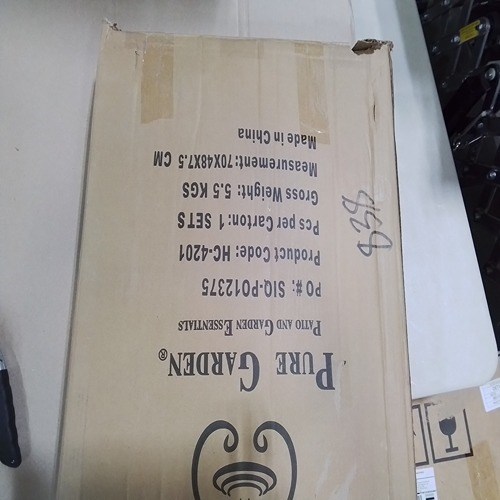 PURE GARDEN®
PATIO AND GARDEN ESSENTIALS
PO #: SIQ-PO12375
Product Code: HC-4201
Pcs per Carton: 1 SETS
Gross Weight: 5.5 KGS
Measurement: 70X48X7.5 CM
Made in China
838